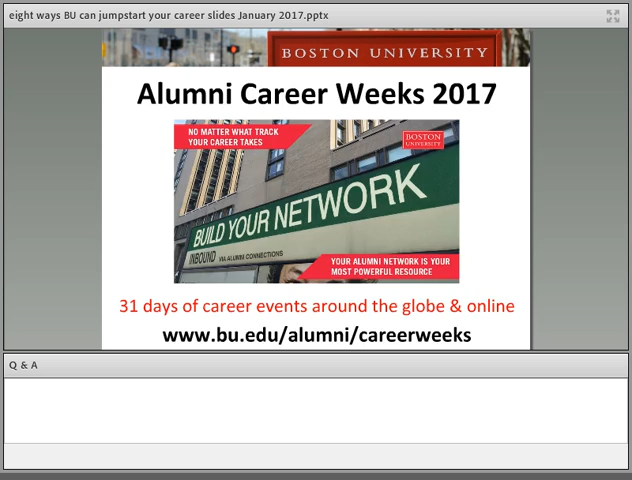 eight ways BU can jumpstart your career slides January 2017.pptx
BOSTON UNIVERSITY
Alumni Career Weeks 2017
NO MATTER WHAT TRACK
YOUR CAREER TAKES
BOSTON
UNIVERSITY
BUILD YOUR NETWORK
INBOUND VIA ALUMNI CONNECTIONS
YOUR ALUMNI NETWORK IS YOUR
MOST POWERFUL RESOURCE
31 days of career events around the globe & online
www.bu.edu/alumni/careerweeks
Q & A